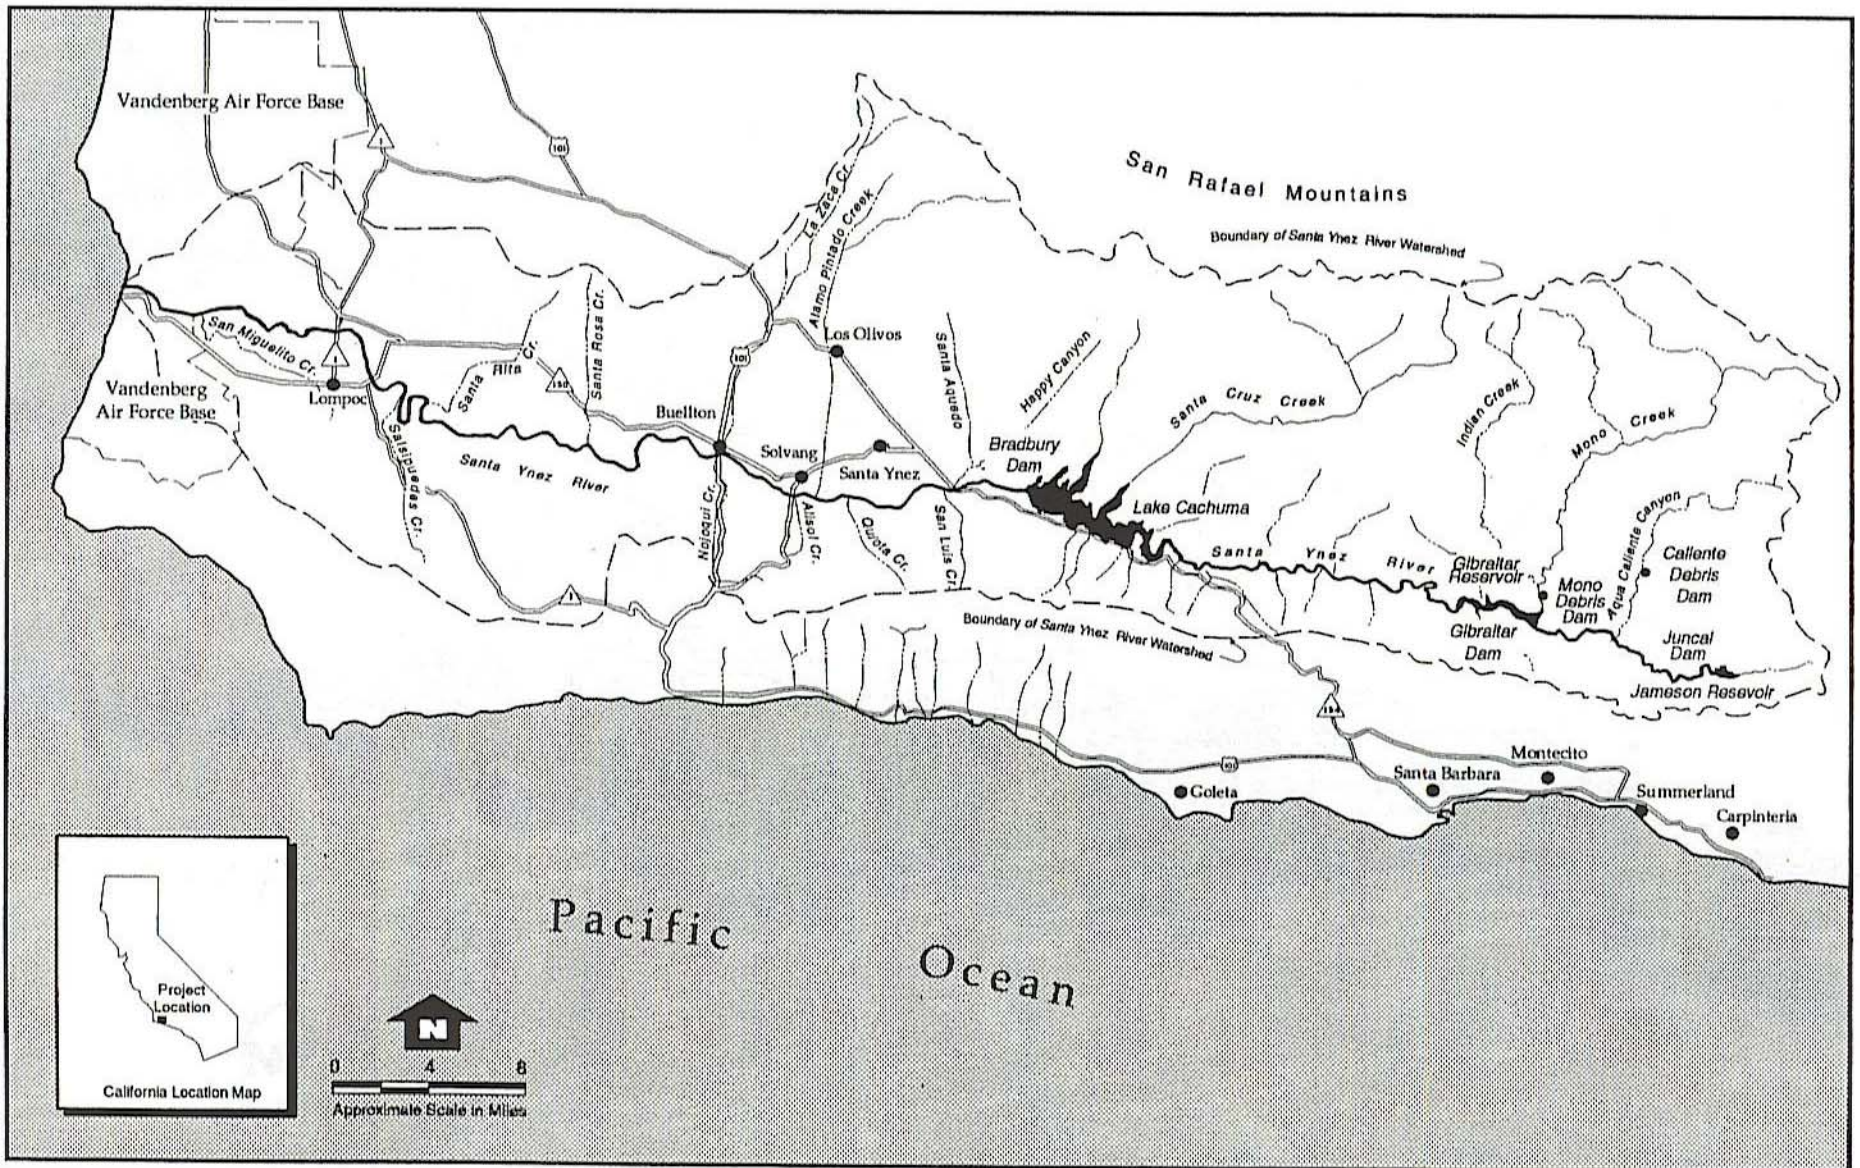 Vandenberg Air Force Base
1
101
San Rafael Mountains
La Zaca Cr.
Alamo Pintado Creek
Boundary of Santa Ynez River Watershed
San Miguelito Cr.
1
Santa Rosa Cr.
Los Olivos
101
Santa Rita Cr.
150
Santa Aquedo
Happy Canyon
Vandenberg
Air Force Base
Lompoc
Buellton
Santa Cruz Creek
Indian Creek
Mono Creek
Salsipuedes Cr.
Santa Ynez River
Solvang
Santa Ynez
Bradbury
Dam
Lake Cachuma
Nojoqui Cr.
Alisol Cr.
Quiota Cr.
San Luis Cr.
Santa Ynez River
Gibraltar
Reservoir
Mono
Debris
Dam
Aqua Caliente Canyon
Caliente
Debris
Dam
1
Boundary of Santa Ynez River Watershed
Gibraltar
Dam
Juncal
Dam
Jameson Resevoir
154
101
Montecito
Santa Barbara
Goleta
Summerland
Carpinteria
Pacific
Ocean
Project
Location
California Location Map
N
0 4 8
Approximate Scale in Miles